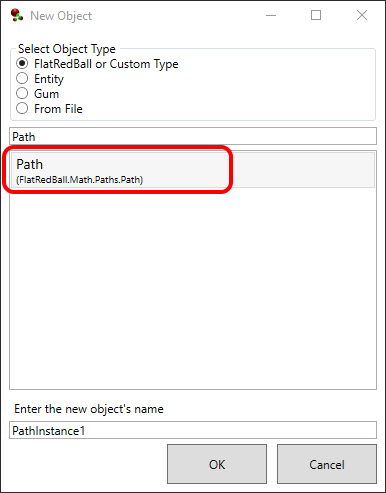 New Object
Select Object Type
FlatRedBall or Custom Type
Entity
Gum
From File
Path
Path
(FlatRedBall.Math.Paths.Path)
Enter the new object's name
PathInstance1
OK
Cancel